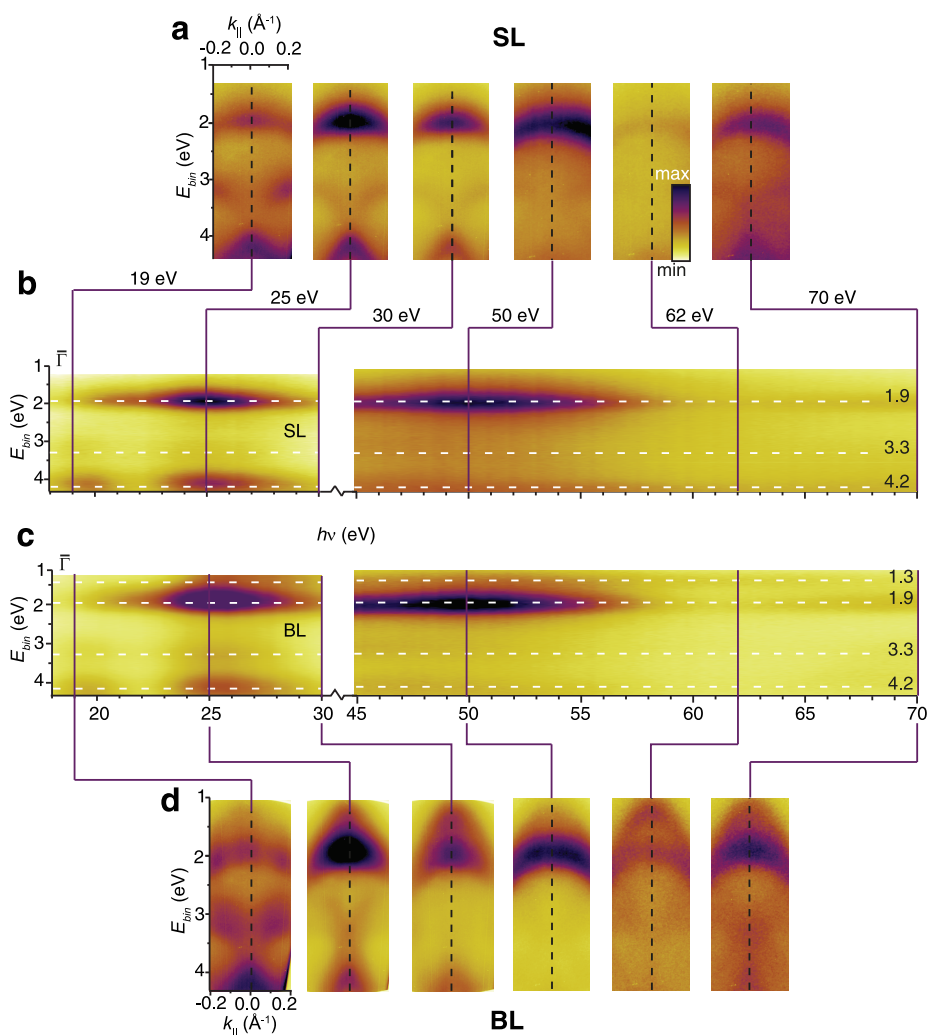 a
k|| (Å⁻¹)
SL
-0.2 0.0 0.2
1
2
3
4
E_bin (eV)
max
min
b
19 eV
25 eV
30 eV
50 eV
62 eV
70 eV
1
2
3
4
E_bin (eV)
Γ̅
SL
1.9
3.3
4.2
c
hν (eV)
1
2
3
4
E_bin (eV)
Γ̅
BL
1.3
1.9
3.3
4.2
20 25 30 45 50 55 60 65 70
d
1
2
3
4
E_bin (eV)
-0.2 0.0 0.2
k|| (Å⁻¹)
BL